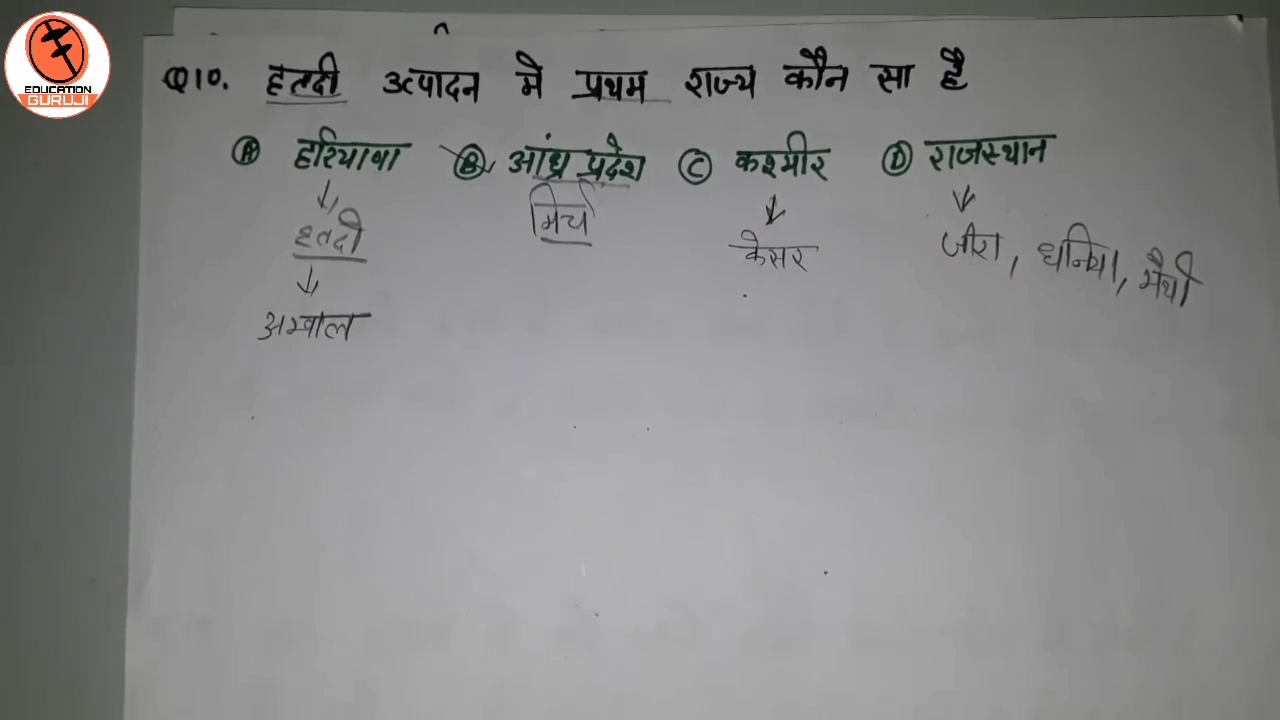 EDUCATION
GURUJI
Q10. हल्दी उत्पादन मे प्रथम राज्य कौन सा है
(A) हरियाणा (B) आंध्र प्रदेश (C) कश्मीर (D) राजस्थान
हल्दी मिर्च केसर जीरा, धनिया, मैथी
अम्बाल